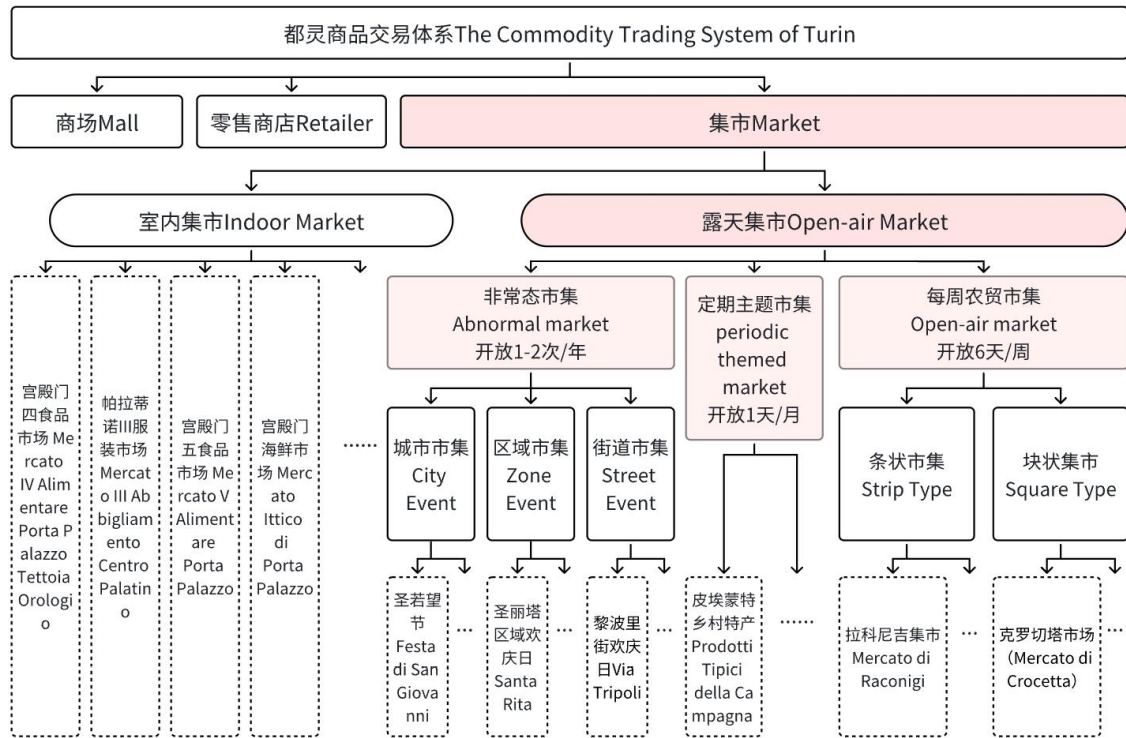 都灵商品交易体系The Commodity Trading System of Turin
商场Mall
零售商店Retailer
集市Market
室内集市Indoor Market
露天集市Open-air Market
非常态市集
Abnormal market
开放1-2次/年
定期主题市集
periodic
themed
market
开放1天/月
每周农贸市集
Open-air market
开放6天/周
宫殿门
四食品
市场 Me
rcato
IV Alim
entare
Porta P
alazzo
Tettoia
Orologi
o
帕拉蒂
诺III服
装市场
Mercat
o III Ab
bigliam
ento
Centro
Palatin
o
宫殿门
五食品
市场 Me
rcato V
Aliment
are
Porta
Palazzo
宫殿门
海鲜市
场 Merc
ato
Ittico
di
Porta
Palazzo
……
城市市集
City
Event
区域市集
Zone
Event
街道市集
Street
Event
条状市集
Strip Type
块状集市
Square Type
圣若望
节
Festa
di San
Giova
nni
…
圣丽塔
区域欢
庆日
Santa
Rita
…
黎波里
街欢庆
日Via
Tripoli
…
皮埃蒙特
乡村特产
Prodotti
Tipici
della Ca
mpagna
……
拉科尼吉集市
Mercato di
Raconigi
…
克罗切塔市场
（Mercato di
Crocetta）
…